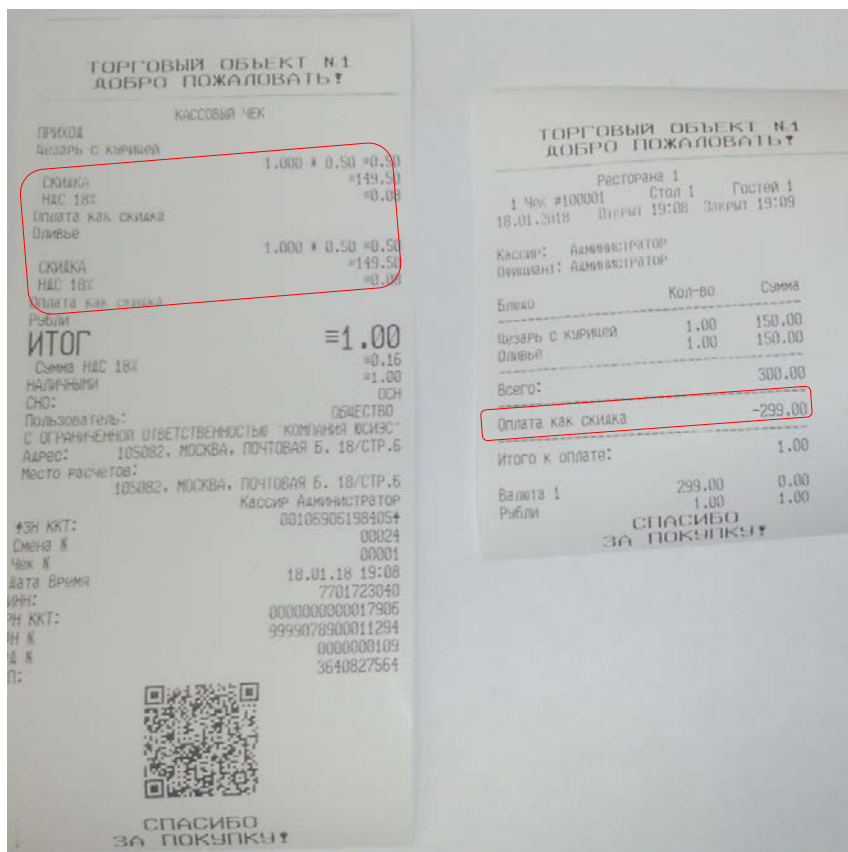 ТОРГОВЫЙ ОБЪЕКТ №1
ДОБРО ПОЖАЛОВАТЬ!
КАССОВЫЙ ЧЕК
ПРИХОД
Цезарь с курицей
1.000 * 0.50 =0.50
СКИДКА =149.50
НДС 18% =0.08
Оплата как скидка
Оливье
1.000 * 0.50 =0.50
СКИДКА =149.50
НДС 18% =0.08
Оплата как скидка
Рубли
ИТОГ =1.00
Сумма НДС 18% =0.16
НАЛИЧНЫМИ =1.00
СНО: ОСН
Пользователь: ОБЩЕСТВО
С ОГРАНИЧЕННОЙ ОТВЕТСТВЕННОСТЬЮ "КОМПАНИЯ ЮСИЭС"
Адрес: 105082, МОСКВА, ПОЧТОВАЯ Б. 18/СТР.6
Место расчетов:
105082, МОСКВА, ПОЧТОВАЯ Б. 18/СТР.6
Кассир Администратор
ЗН ККТ: 00106906198405
Смена № 00024
Чек № 00001
Дата Время 18.01.18 19:08
ИНН: 7701723040
РН ККТ: 0000000000017906
ФН № 9999078900011294
ФД № 0000000109
ФП: 3640827564
СПАСИБО
ЗА ПОКУПКУ!
ТОРГОВЫЙ ОБЪЕКТ №1
ДОБРО ПОЖАЛОВАТЬ!
Ресторана 1
1 Чек #100001 Стол 1 Гостей 1
18.01.2018 Открыт 19:08 Закрыт 19:09
Кассир: Администратор
Официант: Администратор
Блюдо Кол-во Сумма
Цезарь с курицей 1.00 150.00
Оливье 1.00 150.00
Всего: 300.00
Оплата как скидка -299.00
Итого к оплате: 1.00
Валюта 1 299.00 0.00
Рубли 1.00 1.00
СПАСИБО
ЗА ПОКУПКУ!